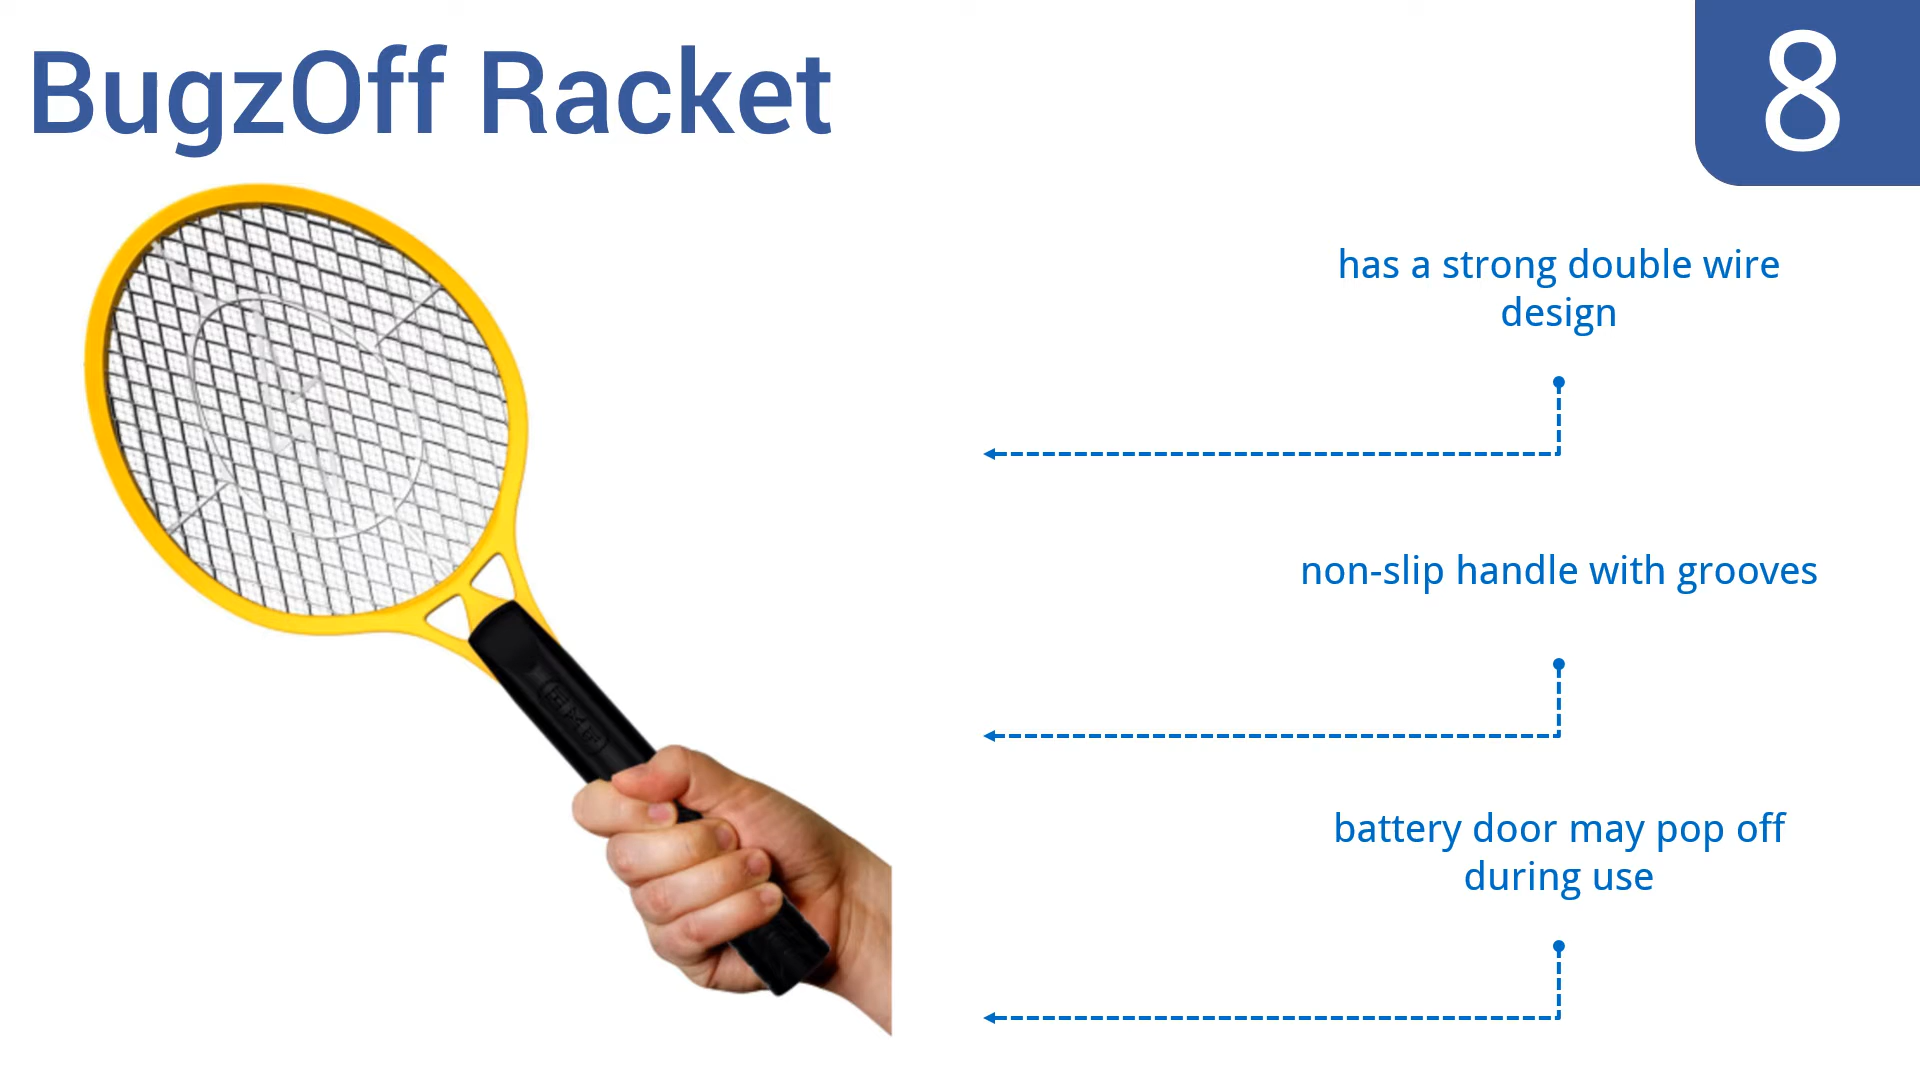 BugzOff Racket
8
has a strong double wire
design
non-slip handle with grooves
battery door may pop off
during use